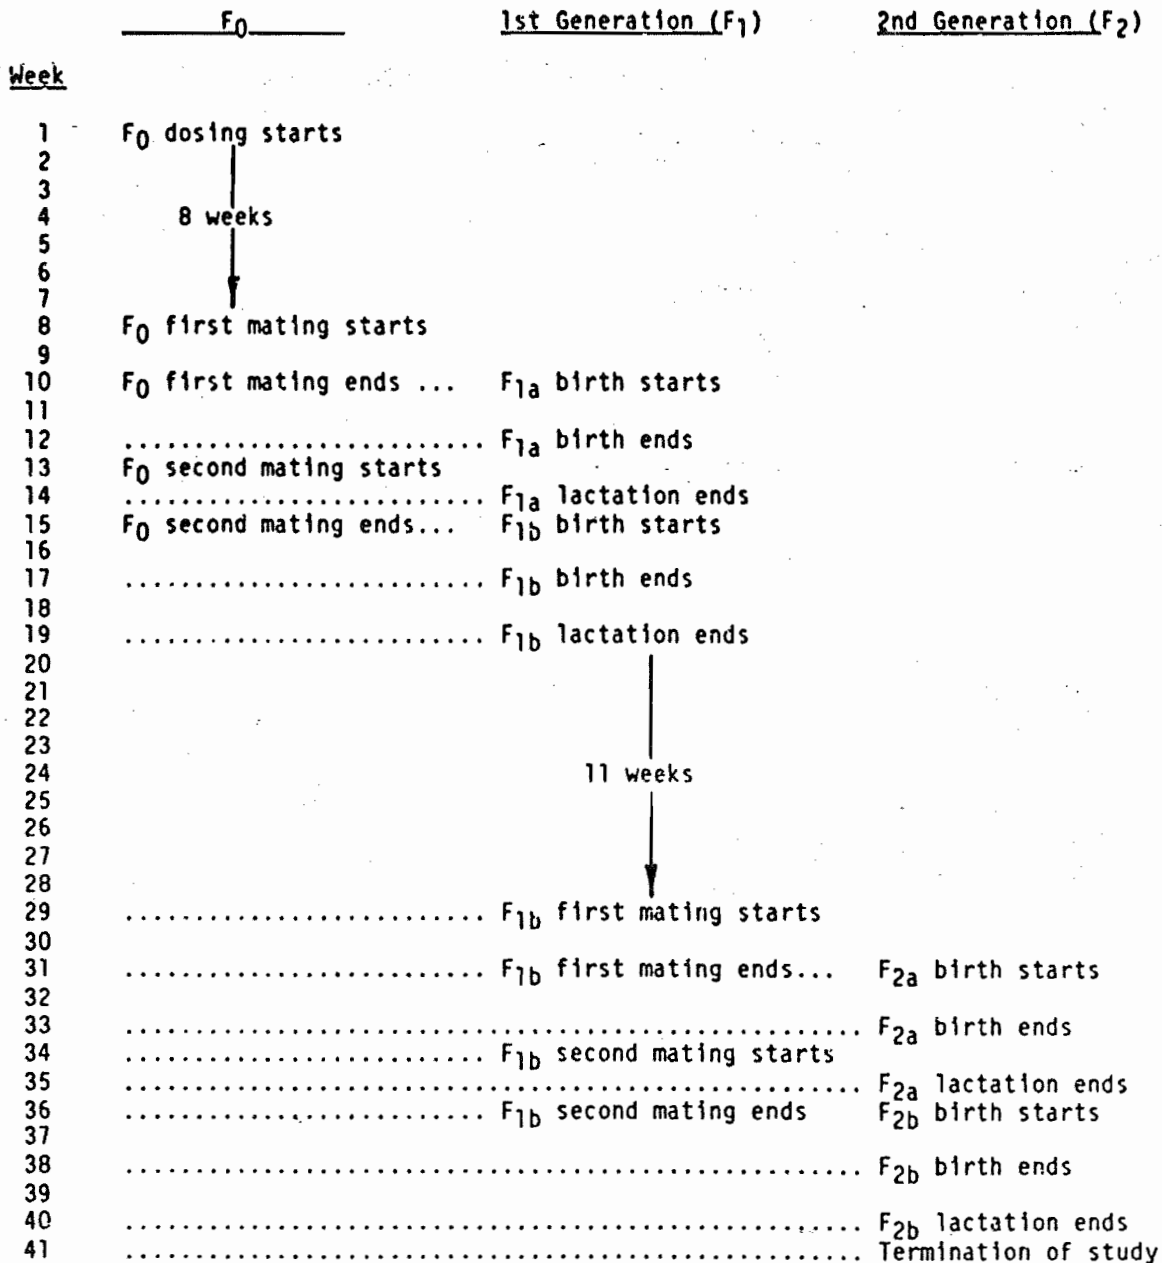 F0 1st Generation (F1) 2nd Generation (F2)
Week
1 F0 dosing starts
2
3
4 8 weeks
5
6
7
8 F0 first mating starts
9
10 F0 first mating ends ... F1a birth starts
11
12 ......................... F1a birth ends
13 F0 second mating starts
14 ......................... F1a lactation ends
15 F0 second mating ends... F1b birth starts
16
17 ......................... F1b birth ends
18
19 ......................... F1b lactation ends
20
21
22
23
24 11 weeks
25
26
27
28
29 ......................... F1b first mating starts
30
31 ......................... F1b first mating ends... F2a birth starts
32
33 .................................................... F2a birth ends
34 ......................... F1b second mating starts
35 .................................................... F2a lactation ends
36 ......................... F1b second mating ends F2b birth starts
37
38 .................................................... F2b birth ends
39
40 .................................................... F2b lactation ends
41 .................................................... Termination of study